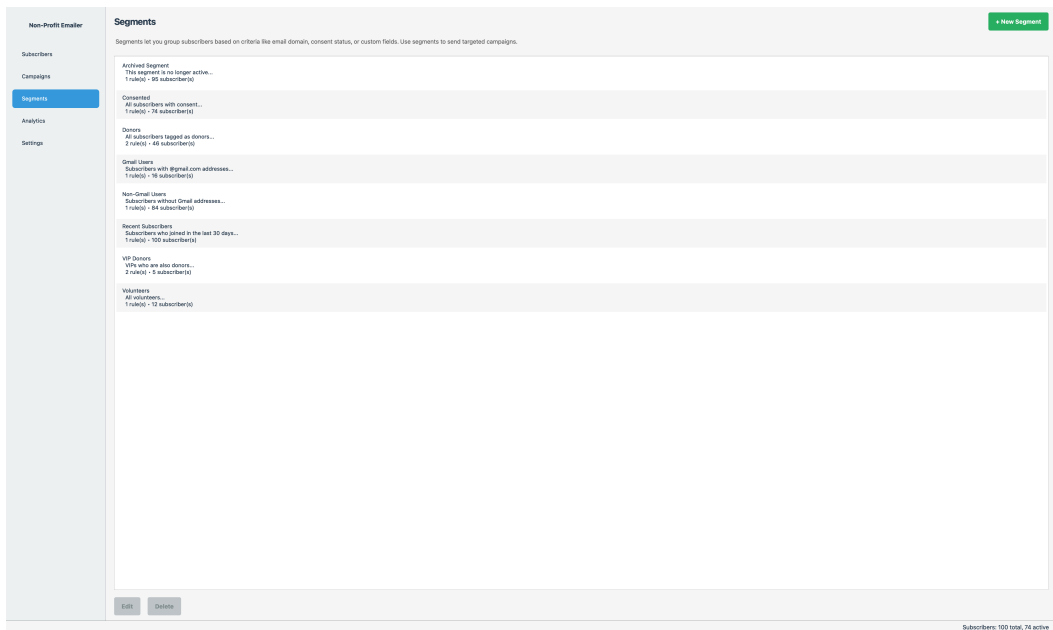 Non-Profit Emailer
Subscribers
Campaigns
Segments
Analytics
Settings
Segments
+ New Segment
Segments let you group subscribers based on criteria like email domain, consent status, or custom fields. Use segments to send targeted campaigns.
Archived Segment
This segment is no longer active...
1 rule(s) • 95 subscriber(s)
Consented
All subscribers with consent...
1 rule(s) • 74 subscriber(s)
Donors
All subscribers tagged as donors...
2 rule(s) • 46 subscriber(s)
Gmail Users
Subscribers with @gmail.com addresses...
1 rule(s) • 16 subscriber(s)
Non-Gmail Users
Subscribers without Gmail addresses...
1 rule(s) • 84 subscriber(s)
Recent Subscribers
Subscribers who joined in the last 30 days...
1 rule(s) • 100 subscriber(s)
VIP Donors
VIPs who are also donors...
2 rule(s) • 5 subscriber(s)
Volunteers
All volunteers...
1 rule(s) • 12 subscriber(s)
Edit
Delete
Subscribers: 100 total, 74 active